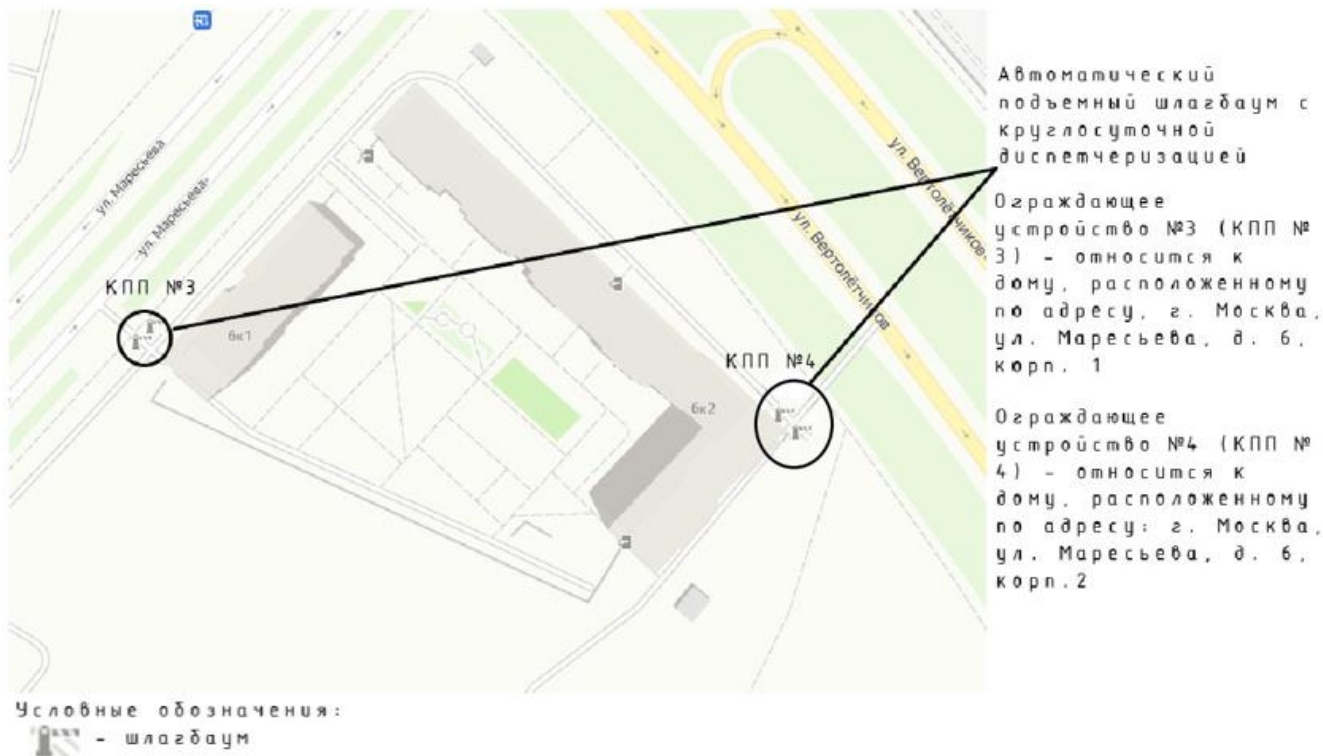 Автоматический
подъемный шлагбаум с
круглосуточной
диспетчеризацией
Ограждающее
устройство №3 (КПП №
3) - относится к
дому, расположенному
по адресу, г. Москва,
ул. Маресьева, д. 6,
корп. 1
Ограждающее
устройство №4 (КПП №
4) - относится к
дому, расположенному
по адресу: г. Москва,
ул. Маресьева, д. 6,
корп.2
ул. Маресьева
ул. Маресьева
ул. Вертолётчиков
ул. Вертолётчиков
КПП №3
6к1
КПП №4
6к2
Условные обозначения:
- шлагбаум